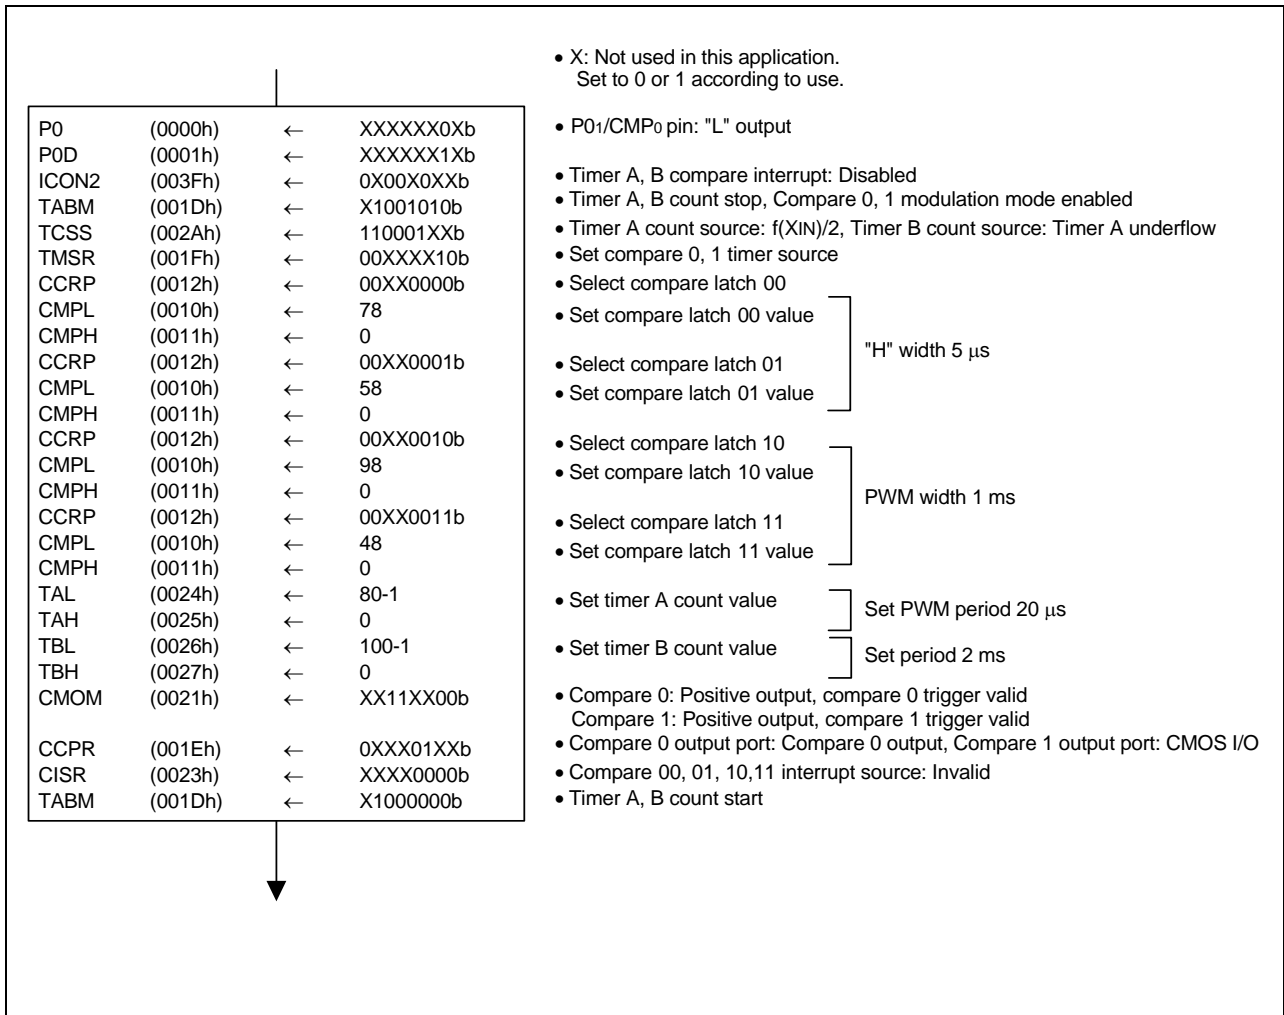 • X: Not used in this application.
Set to 0 or 1 according to use.
P0 (0000h) ← XXXXXX0Xb • P01/CMP0 pin: "L" output
P0D (0001h) ← XXXXXX1Xb
ICON2 (003Fh) ← 0X00X0XXb • Timer A, B compare interrupt: Disabled
TABM (001Dh) ← X1001010b • Timer A, B count stop, Compare 0, 1 modulation mode enabled
TCSS (002Ah) ← 110001XXb • Timer A count source: f(XIN)/2, Timer B count source: Timer A underflow
TMSR (001Fh) ← 00XXXX10b • Set compare 0, 1 timer source
CCRP (0012h) ← 00XX0000b • Select compare latch 00
CMPL (0010h) ← 78 • Set compare latch 00 value
CMPH (0011h) ← 0
"H" width 5 μs
CCRP (0012h) ← 00XX0001b • Select compare latch 01
CMPL (0010h) ← 58 • Set compare latch 01 value
CMPH (0011h) ← 0
CCRP (0012h) ← 00XX0010b • Select compare latch 10
CMPL (0010h) ← 98 • Set compare latch 10 value
CMPH (0011h) ← 0
PWM width 1 ms
CCRP (0012h) ← 00XX0011b • Select compare latch 11
CMPL (0010h) ← 48 • Set compare latch 11 value
CMPH (0011h) ← 0
TAL (0024h) ← 80-1 • Set timer A count value Set PWM period 20 μs
TAH (0025h) ← 0
TBL (0026h) ← 100-1 • Set timer B count value Set period 2 ms
TBH (0027h) ← 0
CMOM (0021h) ← XX11XX00b • Compare 0: Positive output, compare 0 trigger valid
Compare 1: Positive output, compare 1 trigger valid
CCPR (001Eh) ← 0XXX01XXb • Compare 0 output port: Compare 0 output, Compare 1 output port: CMOS I/O
CISR (0023h) ← XXXX0000b • Compare 00, 01, 10,11 interrupt source: Invalid
TABM (001Dh) ← X1000000b • Timer A, B count start